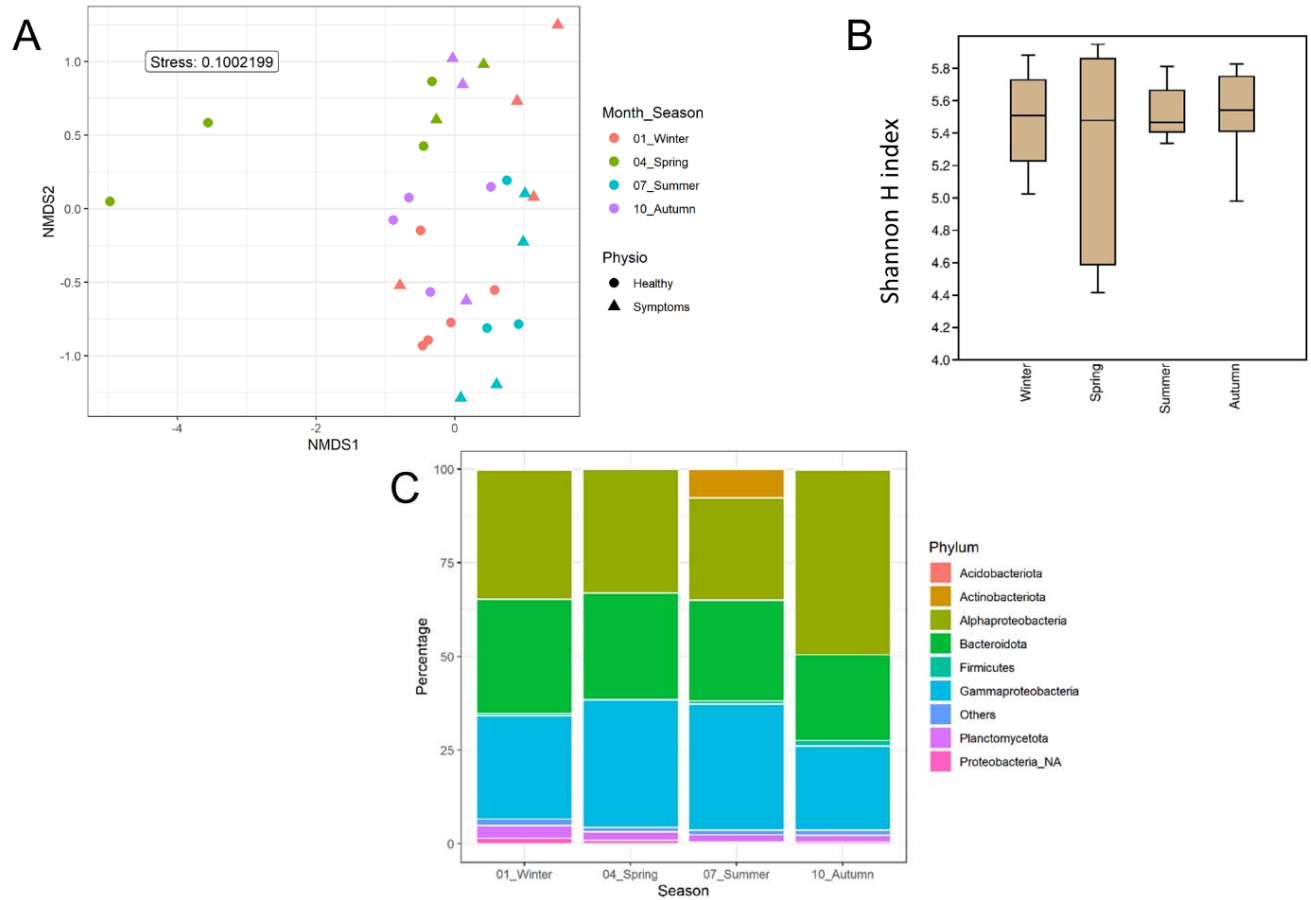 A
Stress: 0.1002199
1.0
0.5
0.0
-0.5
-1.0
NMDS2
-4
-2
0
NMDS1
Month_Season
01_Winter
04_Spring
07_Summer
10_Autumn
Physio
Healthy
Symptoms
B
Shannon H index
5.8
5.6
5.4
5.2
5.0
4.8
4.6
4.4
4.2
4.0
Winter
Spring
Summer
Autumn
C
100
75
50
25
0
Percentage
01_Winter
04_Spring
07_Summer
10_Autumn
Season
Phylum
Acidobacteriota
Actinobacteriota
Alphaproteobacteria
Bacteroidota
Firmicutes
Gammaproteobacteria
Others
Planctomycetota
Proteobacteria_NA